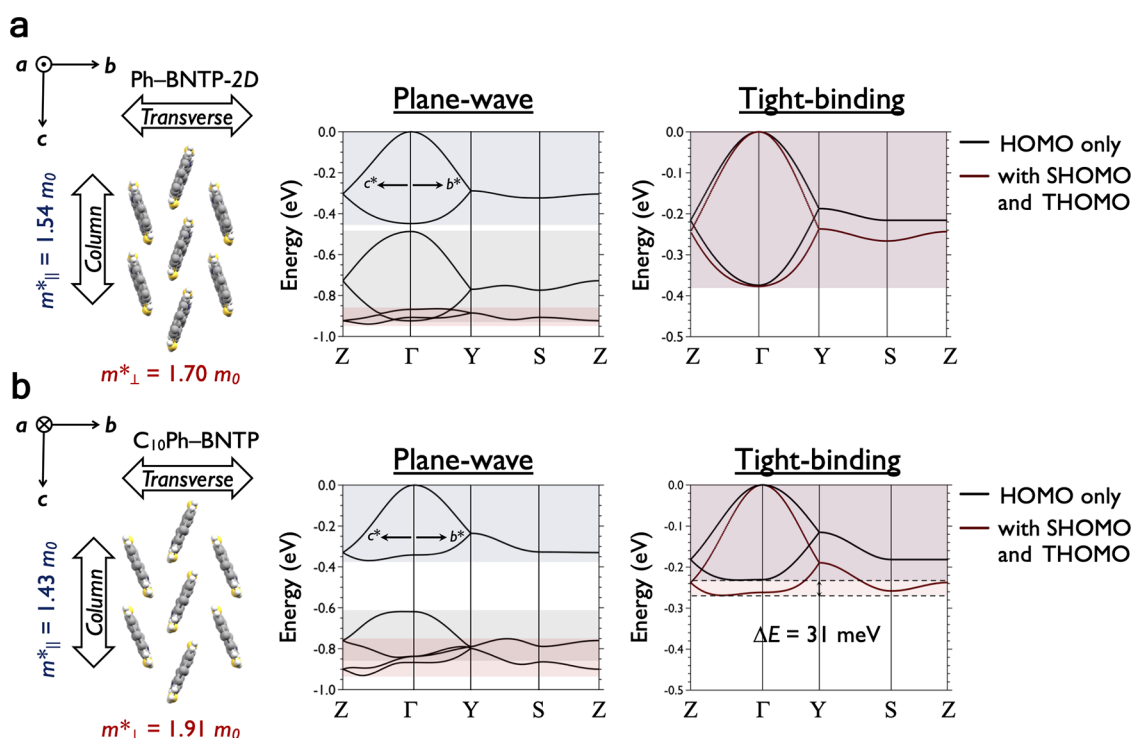 a
a
b
c
Ph–BNTP-2D
Transverse
Column
m*∥ = 1.54 m0
m*⊥ = 1.70 m0
Plane-wave
Energy (eV)
0.0
-0.2
-0.4
-0.6
-0.8
-1.0
c*
b*
Z Γ Y S Z
Tight-binding
Energy (eV)
0.0
-0.1
-0.2
-0.3
-0.4
-0.5
Z Γ Y S Z
HOMO only
with SHOMO
and THOMO
b
a
b
c
C10Ph–BNTP
Transverse
Column
m*∥ = 1.43 m0
m*⊥ = 1.91 m0
Plane-wave
Energy (eV)
0.0
-0.2
-0.4
-0.6
-0.8
-1.0
c*
b*
Z Γ Y S Z
Tight-binding
Energy (eV)
0.0
-0.1
-0.2
-0.3
-0.4
-0.5
ΔE = 31 meV
Z Γ Y S Z
HOMO only
with SHOMO
and THOMO